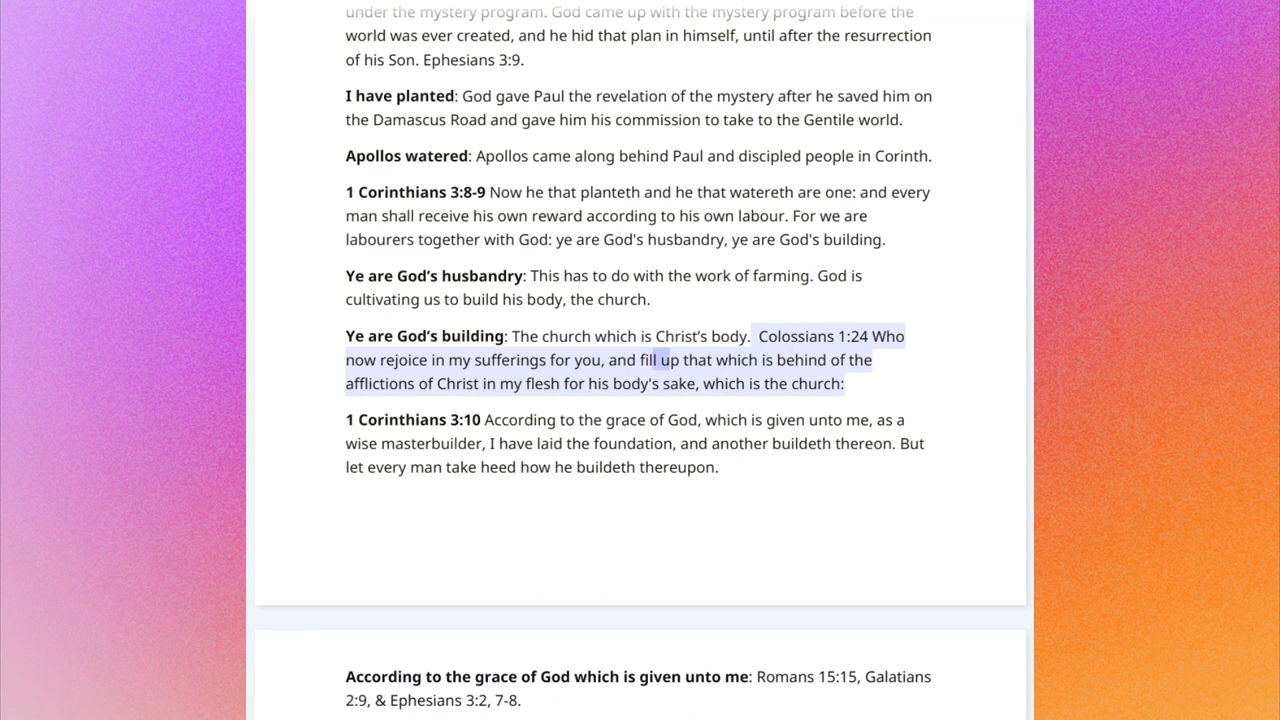 under the mystery program. God came up with the mystery program before the
world was ever created, and he hid that plan in himself, until after the resurrection
of his Son. Ephesians 3:9.
I have planted: God gave Paul the revelation of the mystery after he saved him on
the Damascus Road and gave him his commission to take to the Gentile world.
Apollos watered: Apollos came along behind Paul and discipled people in Corinth.
1 Corinthians 3:8-9 Now he that planteth and he that watereth are one: and every
man shall receive his own reward according to his own labour. For we are
labourers together with God: ye are God's husbandry, ye are God's building.
Ye are God’s husbandry: This has to do with the work of farming. God is
cultivating us to build his body, the church.
Ye are God’s building: The church which is Christ’s body.  Colossians 1:24 Who
now rejoice in my sufferings for you, and fill up that which is behind of the
afflictions of Christ in my flesh for his body's sake, which is the church:
1 Corinthians 3:10 According to the grace of God, which is given unto me, as a
wise masterbuilder, I have laid the foundation, and another buildeth thereon. But
let every man take heed how he buildeth thereupon.
According to the grace of God which is given unto me: Romans 15:15, Galatians
2:9, & Ephesians 3:2, 7-8.